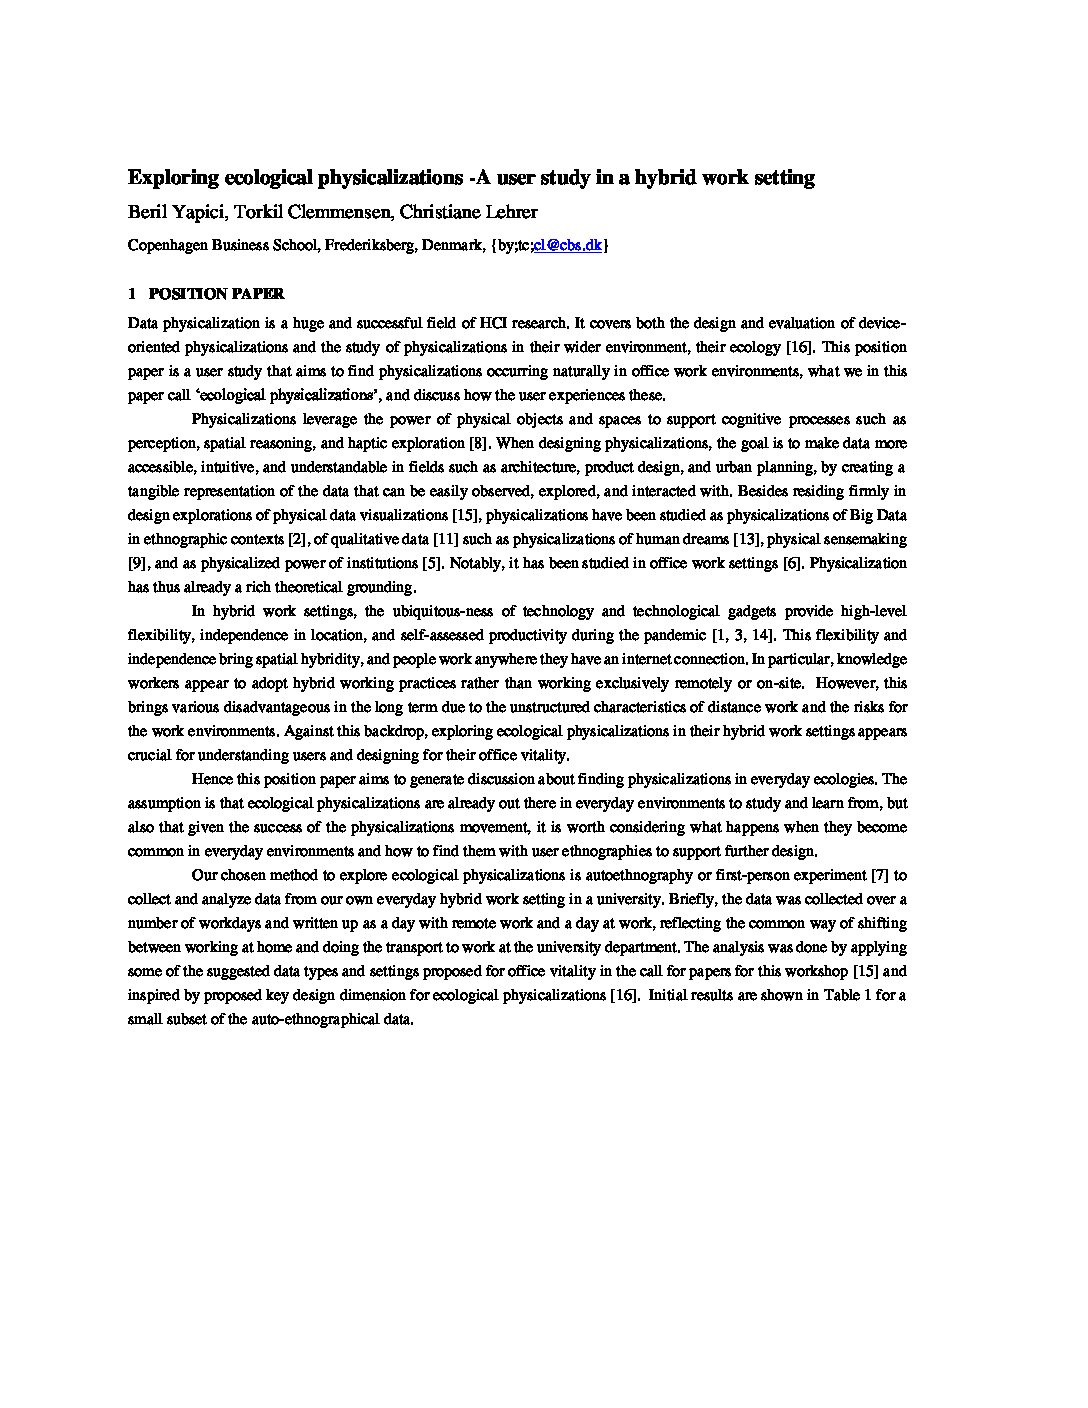 Exploring ecological physicalizations -A user study in a hybrid work setting
Beril Yapici, Torkil Clemmensen, Christiane Lehrer
Copenhagen Business School, Frederiksberg, Denmark, {by;tc;cl@cbs.dk}
1 POSITION PAPER
Data physicalization is a huge and successful field of HCI research. It covers both the design and evaluation of device-
oriented physicalizations and the study of physicalizations in their wider environment, their ecology [16]. This position
paper is a user study that aims to find physicalizations occurring naturally in office work environments, what we in this
paper call ‘ecological physicalizations’, and discuss how the user experiences these.
Physicalizations leverage the power of physical objects and spaces to support cognitive processes such as
perception, spatial reasoning, and haptic exploration [8]. When designing physicalizations, the goal is to make data more
accessible, intuitive, and understandable in fields such as architecture, product design, and urban planning, by creating a
tangible representation of the data that can be easily observed, explored, and interacted with. Besides residing firmly in
design explorations of physical data visualizations [15], physicalizations have been studied as physicalizations of Big Data
in ethnographic contexts [2], of qualitative data [11] such as physicalizations of human dreams [13], physical sensemaking
[9], and as physicalized power of institutions [5]. Notably, it has been studied in office work settings [6]. Physicalization
has thus already a rich theoretical grounding.
In hybrid work settings, the ubiquitous-ness of technology and technological gadgets provide high-level
flexibility, independence in location, and self-assessed productivity during the pandemic [1, 3, 14]. This flexibility and
independence bring spatial hybridity, and people work anywhere they have an internet connection. In particular, knowledge
workers appear to adopt hybrid working practices rather than working exclusively remotely or on-site. However, this
brings various disadvantageous in the long term due to the unstructured characteristics of distance work and the risks for
the work environments. Against this backdrop, exploring ecological physicalizations in their hybrid work settings appears
crucial for understanding users and designing for their office vitality.
Hence this position paper aims to generate discussion about finding physicalizations in everyday ecologies. The
assumption is that ecological physicalizations are already out there in everyday environments to study and learn from, but
also that given the success of the physicalizations movement, it is worth considering what happens when they become
common in everyday environments and how to find them with user ethnographies to support further design.
Our chosen method to explore ecological physicalizations is autoethnography or first-person experiment [7] to
collect and analyze data from our own everyday hybrid work setting in a university. Briefly, the data was collected over a
number of workdays and written up as a day with remote work and a day at work, reflecting the common way of shifting
between working at home and doing the transport to work at the university department. The analysis was done by applying
some of the suggested data types and settings proposed for office vitality in the call for papers for this workshop [15] and
inspired by proposed key design dimension for ecological physicalizations [16]. Initial results are shown in Table 1 for a
small subset of the auto-ethnographical data.